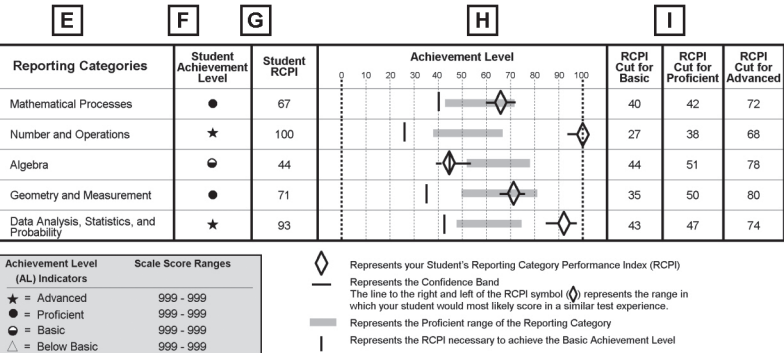 E F G H I
Reporting Categories
Student Achievement Level
Student RCPI
Achievement Level
RCPI Cut for Basic
RCPI Cut for Proficient
RCPI Cut for Advanced
0 10 20 30 40 50 60 70 80 90 100
Mathematical Processes ● 67 40 42 72
Number and Operations ★ 100 27 38 68
Algebra 44 44 51 78
Geometry and Measurement ● 71 35 50 80
Data Analysis, Statistics, and
Probability ★ 93 43 47 74
Achievement Level Scale Score Ranges
(AL) Indicators
★ = Advanced 999 - 999
● = Proficient 999 - 999
= Basic 999 - 999
△ = Below Basic 999 - 999
Represents your Student's Reporting Category Performance Index (RCPI)
Represents the Confidence Band
The line to the right and left of the RCPI symbol (◊) represents the range in
which your student would most likely score in a similar test experience.
Represents the Proficient range of the Reporting Category
Represents the RCPI necessary to achieve the Basic Achievement Level